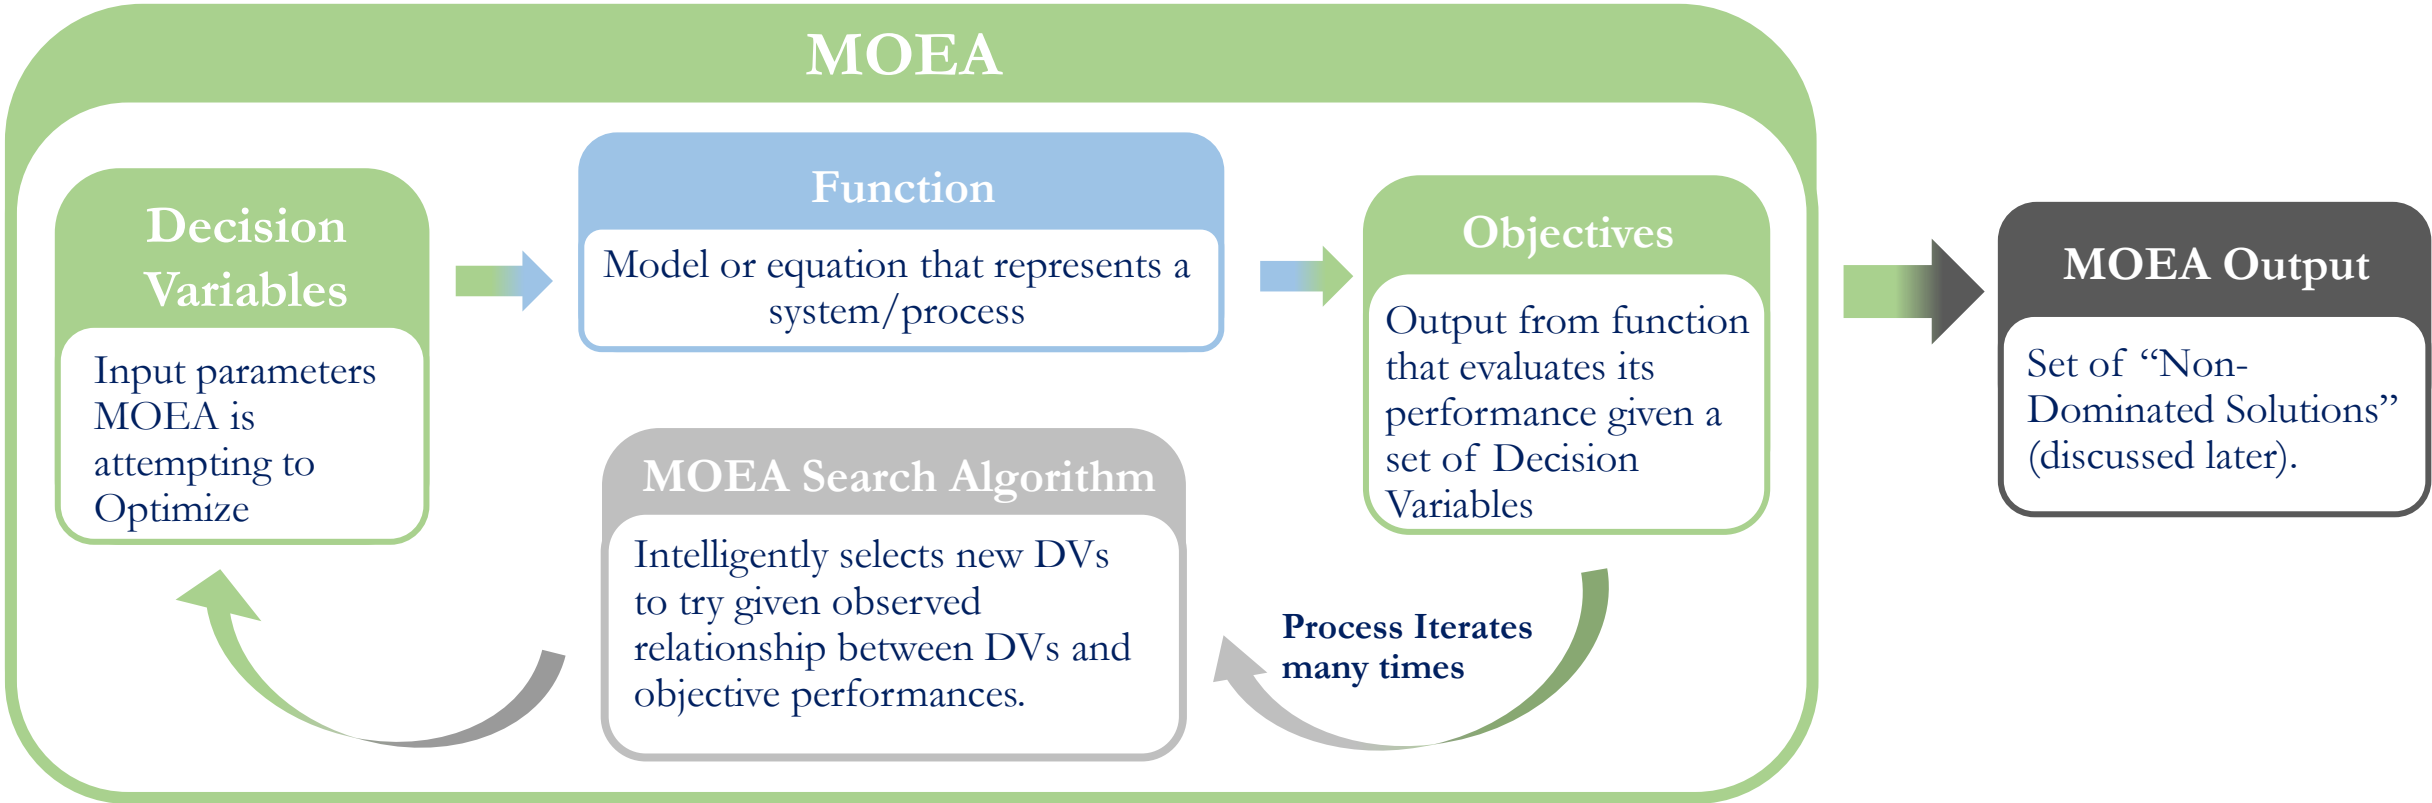 MOEA
Decision
Variables
Input parameters
MOEA is
attempting to
Optimize
Function
Model or equation that represents a
system/process
Objectives
Output from function
that evaluates its
performance given a
set of Decision
Variables
MOEA Search Algorithm
Intelligently selects new DVs
to try given observed
relationship between DVs and
objective performances.
Process Iterates
many times
MOEA Output
Set of “Non-
Dominated Solutions”
(discussed later).